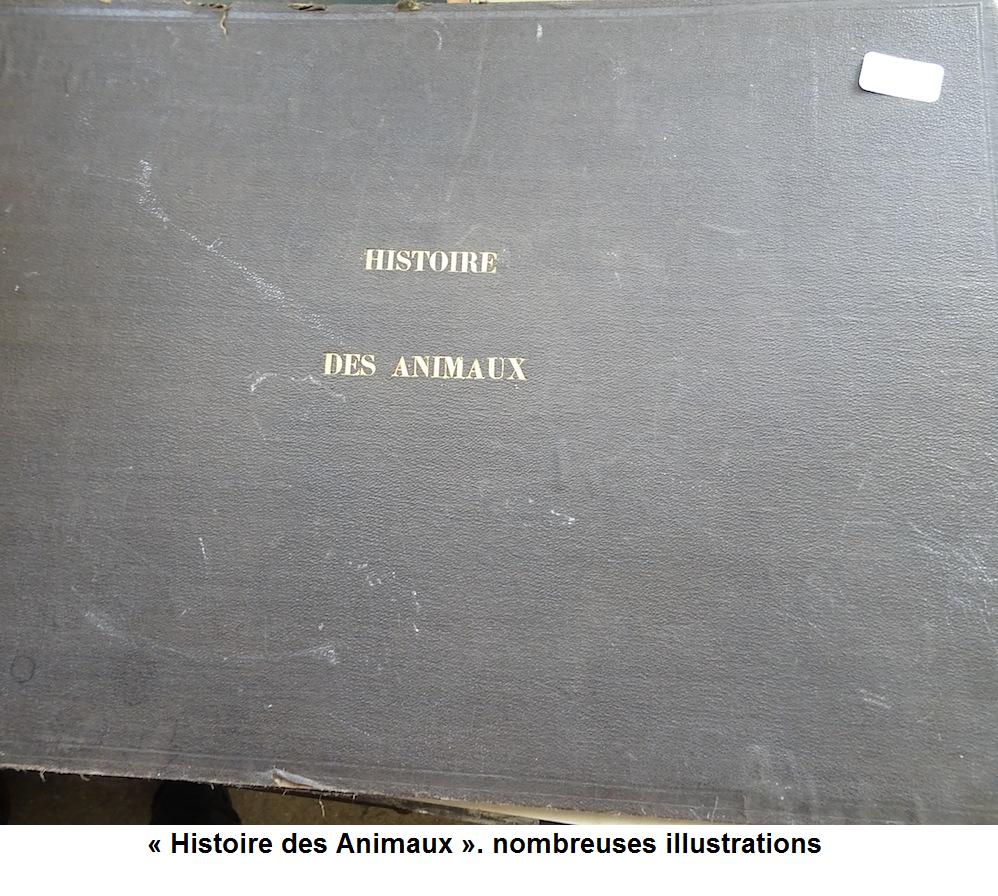 HISTOIRE
DES ANIMAUX
« Histoire des Animaux ». nombreuses illustrations